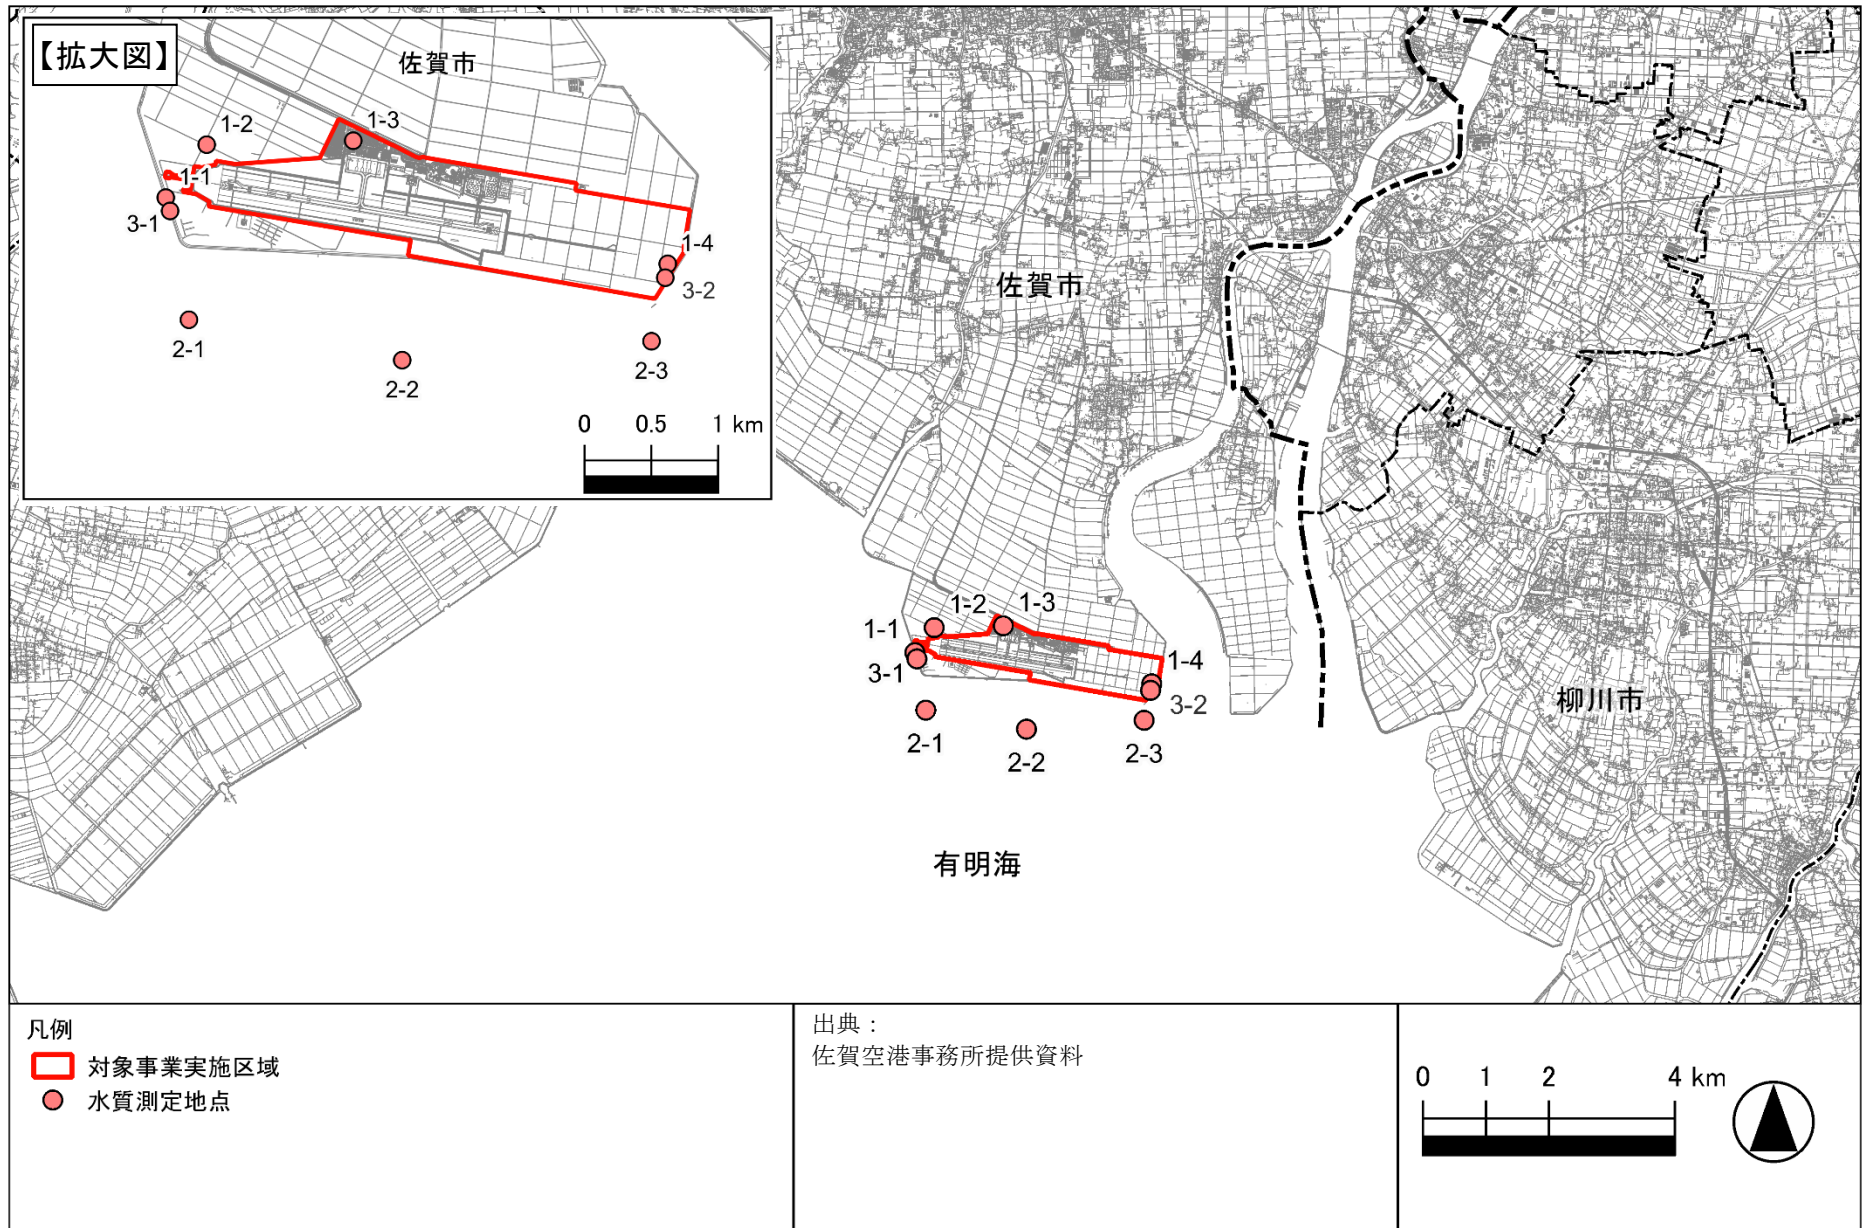 【拡大図】
佐賀市
1-2
1-3
1-1
3-1
1-4
3-2
2-1
2-2
2-3
0 0.5 1 km
佐賀市
1-2
1-3
1-1
3-1
1-4
3-2
2-1
2-2
2-3
柳川市
有明海
凡例
対象事業実施区域
水質測定地点
出典：
佐賀空港事務所提供資料
0 1 2 4 km